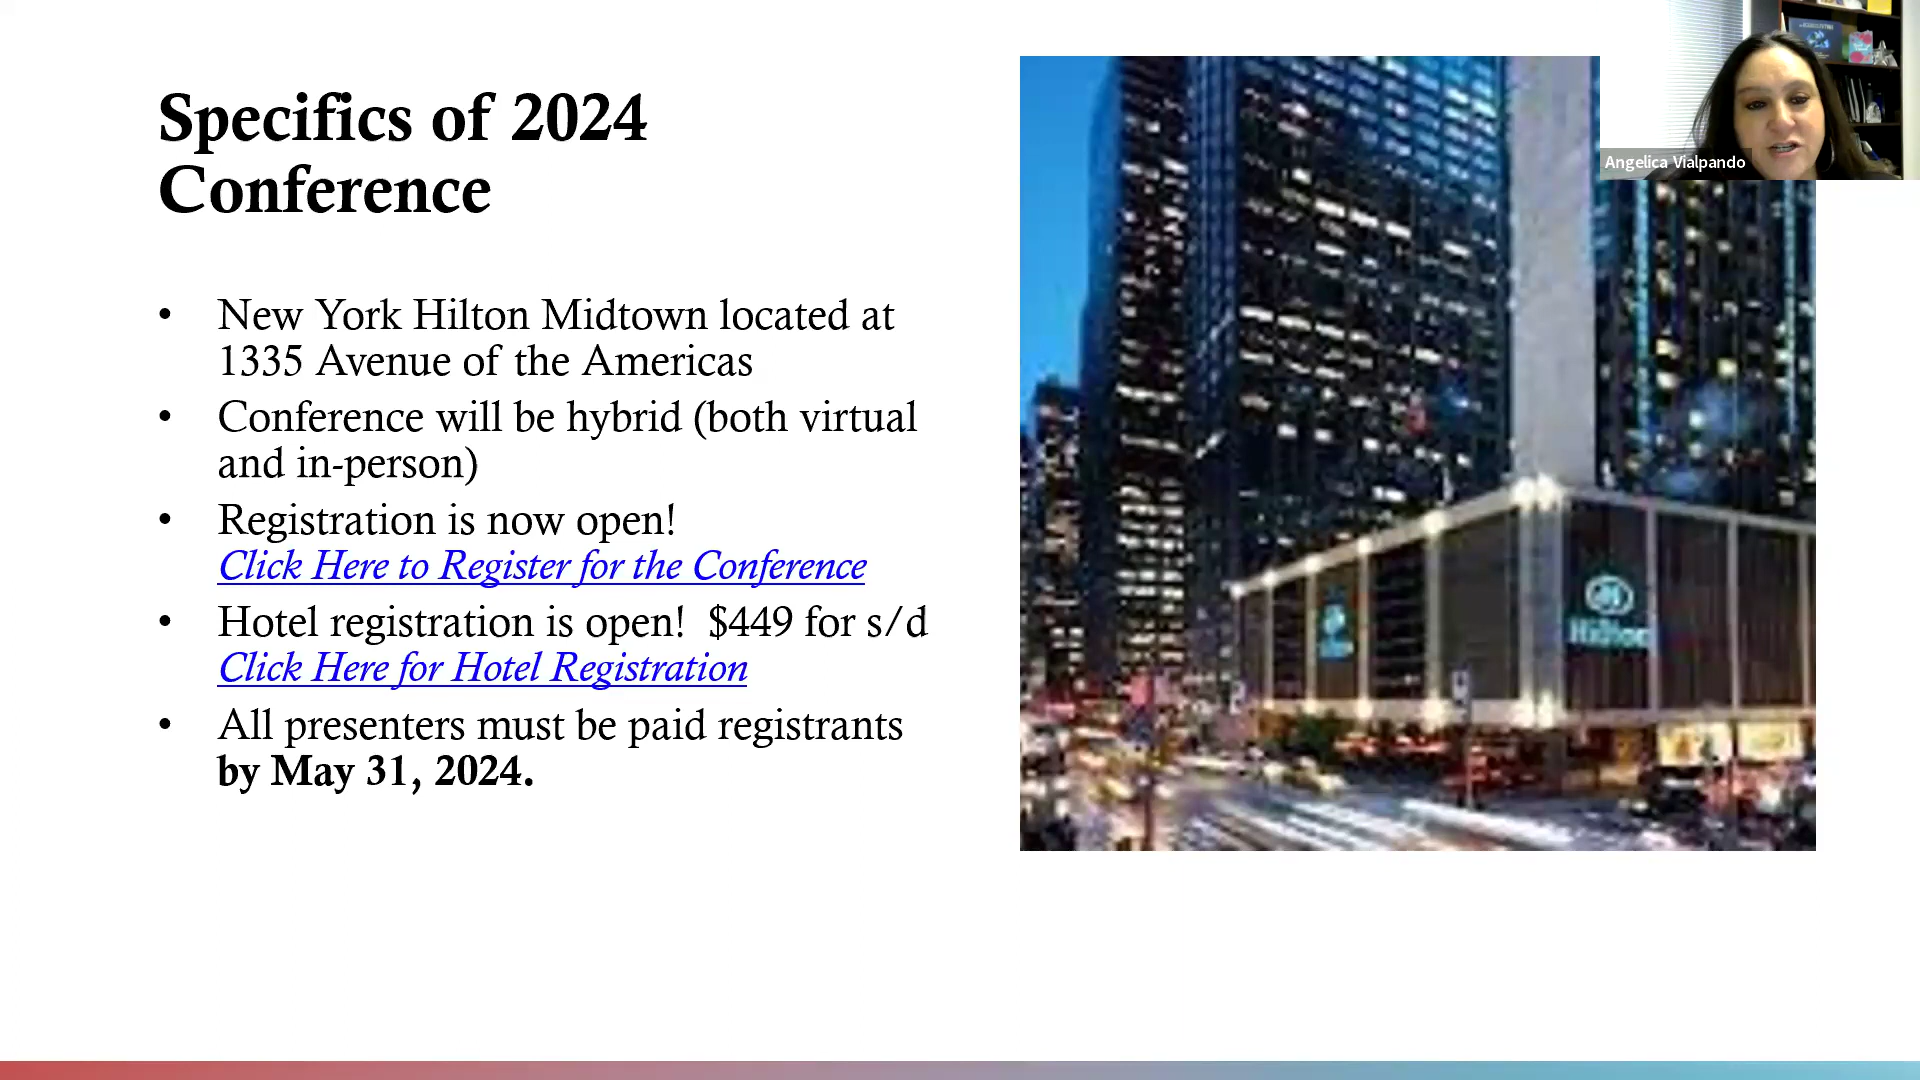 Specifics of 2024
Conference
• New York Hilton Midtown located at
1335 Avenue of the Americas
• Conference will be hybrid (both virtual
and in-person)
• Registration is now open!
Click Here to Register for the Conference
• Hotel registration is open!  $449 for s/d
Click Here for Hotel Registration
• All presenters must be paid registrants
by May 31, 2024.
Angelica Vialpando
Hilton